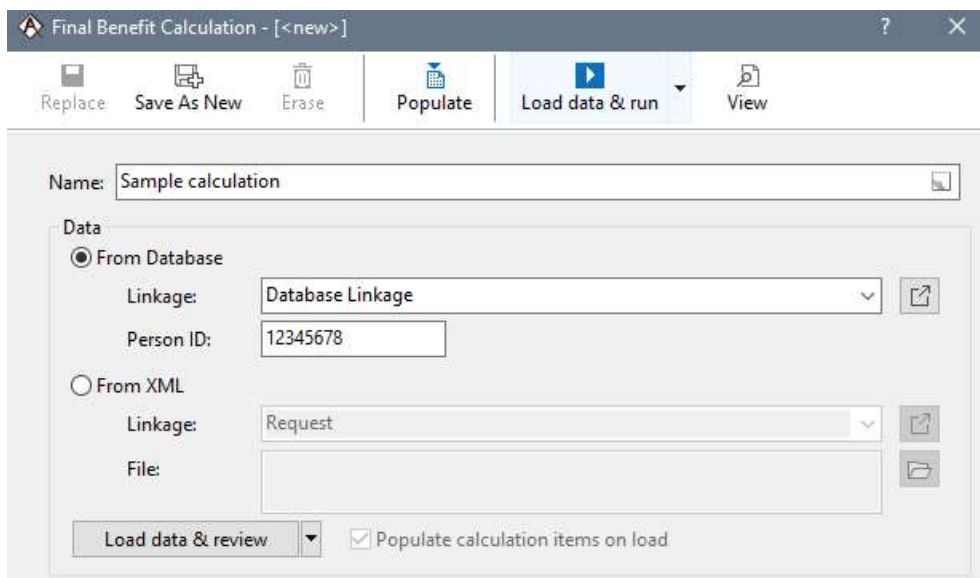 Final Benefit Calculation - [<new>]
? X
Replace Save As New Erase Populate Load data & run View
Name: Sample calculation
Data
From Database
Linkage: Database Linkage
Person ID: 12345678
From XML
Linkage: Request
File:
Load data & review Populate calculation items on load